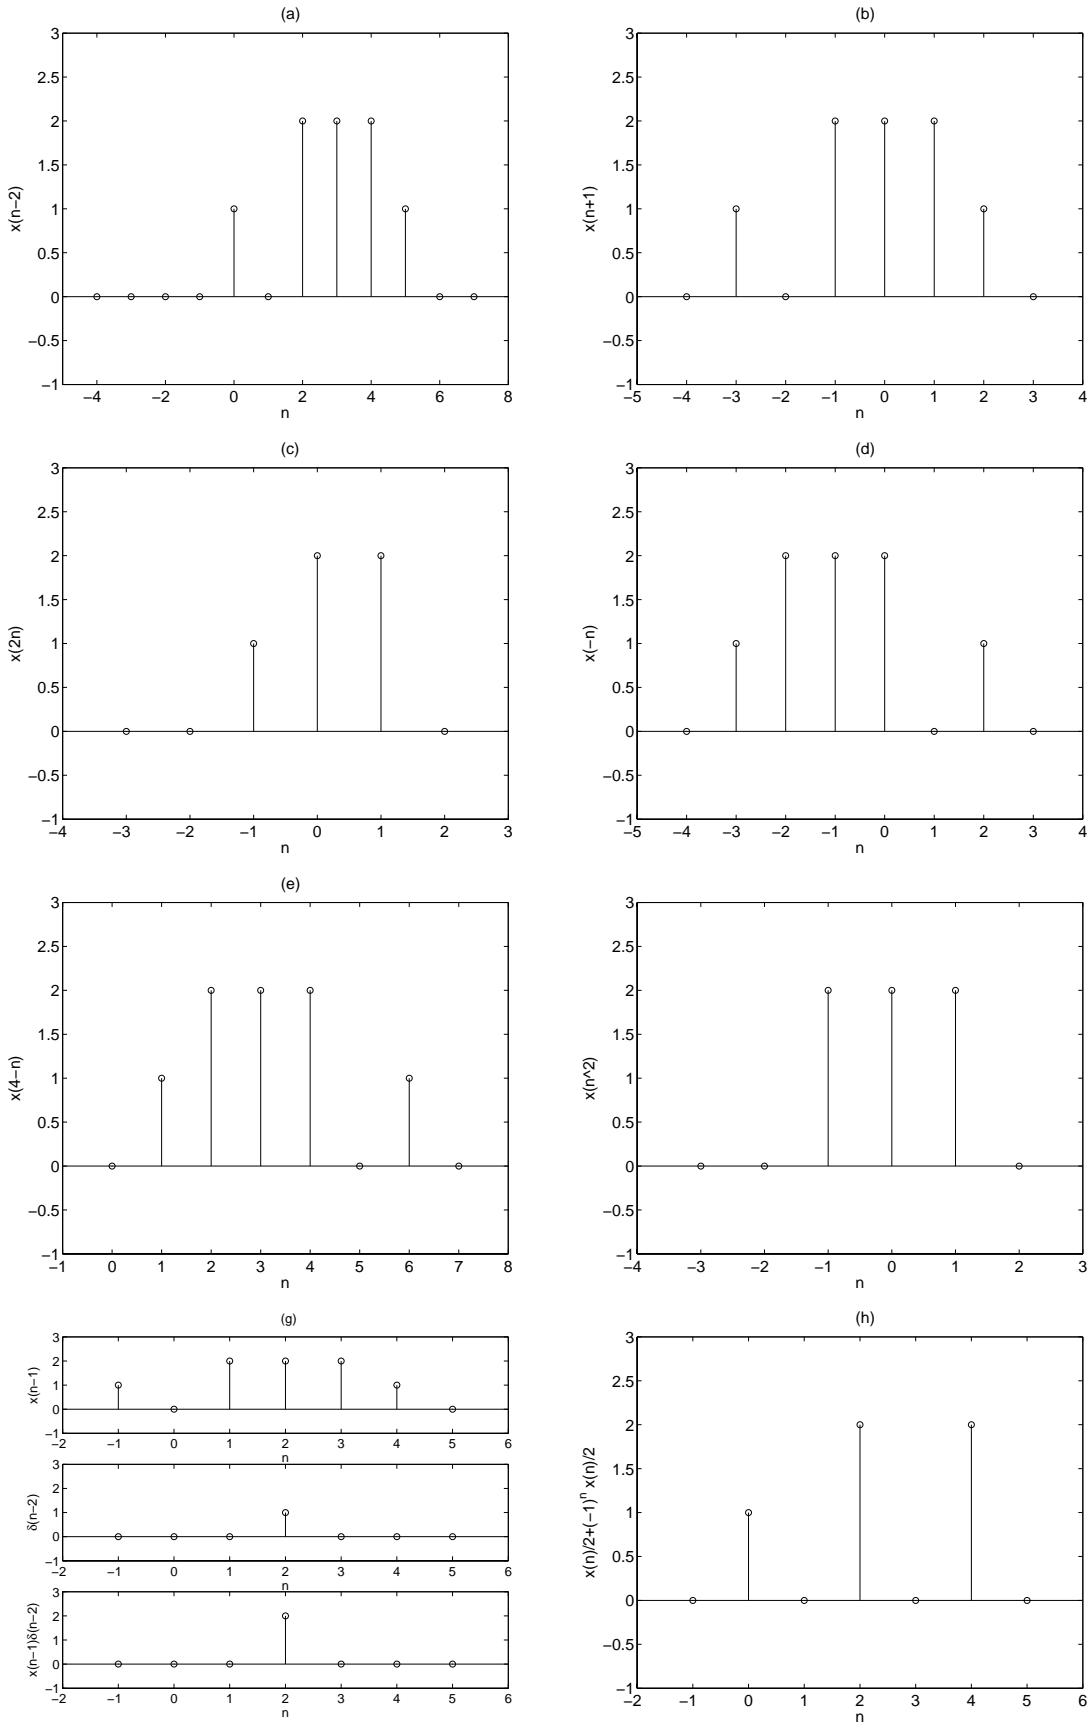 (a)
3
2.5
2
1.5
1
0.5
0
−0.5
−1
−4 −2 0 2 4 6 8
n
x(n−2)
(b)
3
2.5
2
1.5
1
0.5
0
−0.5
−1
−5 −4 −3 −2 −1 0 1 2 3 4
n
x(n+1)
(c)
3
2.5
2
1.5
1
0.5
0
−0.5
−1
−4 −3 −2 −1 0 1 2 3
n
x(2n)
(d)
3
2.5
2
1.5
1
0.5
0
−0.5
−1
−5 −4 −3 −2 −1 0 1 2 3 4
n
x(−n)
(e)
3
2.5
2
1.5
1
0.5
0
−0.5
−1
−1 0 1 2 3 4 5 6 7 8
n
x(4−n)
3
2.5
2
1.5
1
0.5
0
−0.5
−1
−4 −3 −2 −1 0 1 2 3
n
x(n^2)
(g)
3
2
1
0
−1
−2 −1 0 1 2 3 4 5 6
n
x(n−1)
3
2
1
0
−1
−2 −1 0 1 2 3 4 5 6
n
δ(n−2)
3
2
1
0
−1
−2 −1 0 1 2 3 4 5 6
n
x(n−1)δ(n−2)
(h)
3
2.5
2
1.5
1
0.5
0
−0.5
−1
−2 −1 0 1 2 3 4 5 6
n
x(n)/2+(−1)^n x(n)/2